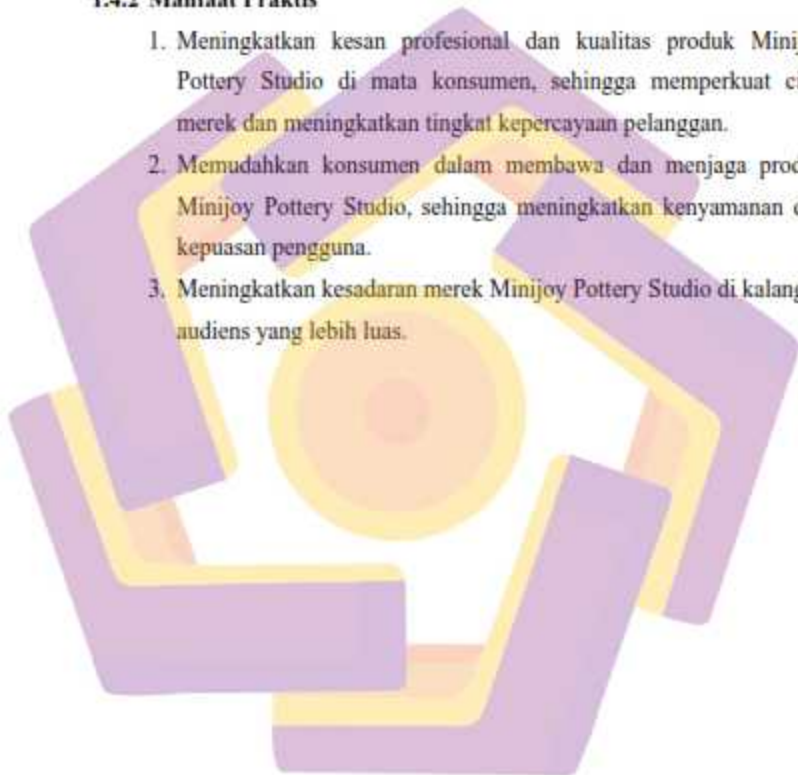 1.4.2 Manfaat Praktis
1. Meningkatkan kesan profesional dan kualitas produk Minij
Pottery Studio di mata konsumen, sehingga memperkuat c
merek dan meningkatkan tingkat kepercayaan pelanggan.
2. Memudahkan konsumen dalam membawa dan menjaga prod
Minijoy Pottery Studio, sehingga meningkatkan kenyamanan
kepuasan pengguna.
3. Meningkatkan kesadaran merek Minijoy Pottery Studio di kalang
audiens yang lebih luas.